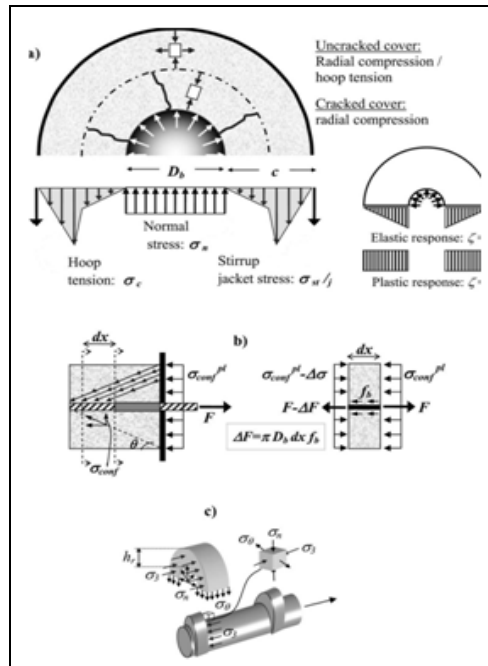 a)
Uncracked cover:
Radial compression /
hoop tension
Cracked cover:
radial compression
D_b
c
Normal
stress: σ_n
Hoop
tension: σ_c
Stirrup
jacket stress: σ_st/j
Elastic response: ζ=
Plastic response: ζ=
b)
dx
dx
σ_conf^pl
σ_conf^pl-Δσ
σ_conf^pl
f_b
F
F-ΔF
F
ΔF=π D_b dx f_b
θ
σ_conf
c)
h_r
σ_θ
σ_n
σ_3
σ_3
σ_n
σ_θ
σ_3